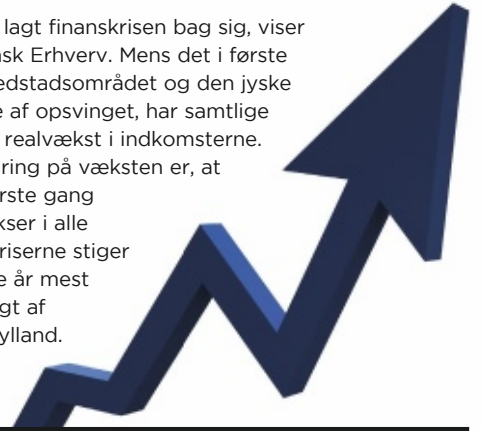 lagt finanskrisen bag sig, viser
sk Erhverv. Mens det i første
edstadsområdet og den jyske
e af opsvinget, har samtlige
realvækst i indkomsterne.
ring på væksten er, at
rste gang
kser i alle
riserne stiger
e år mest
gt af
ylland.